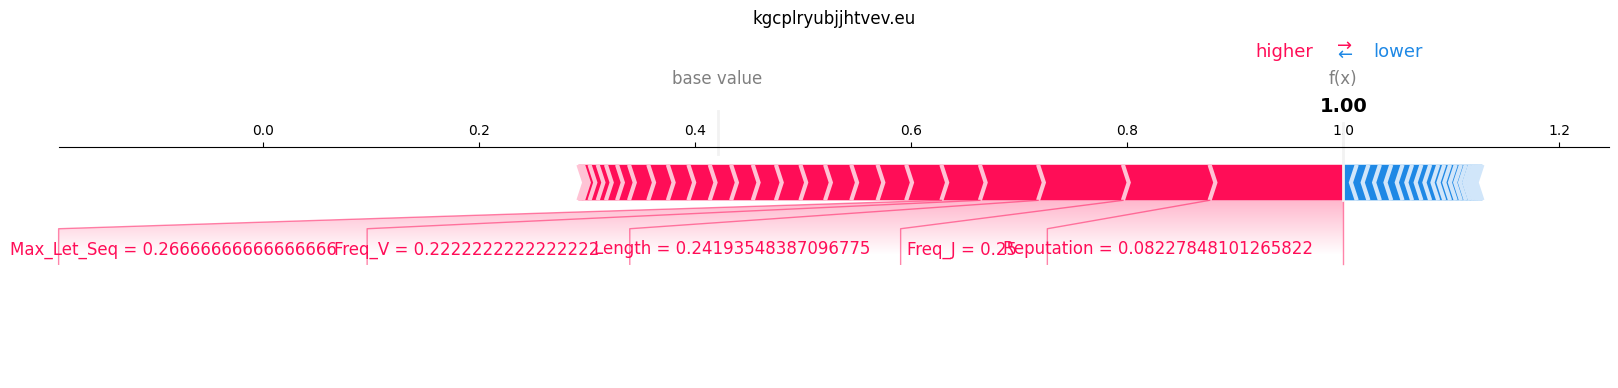 kgcplryubjjhtvev.eu
higher ⇄ lower
base value f(x)
1.00
0.0 0.2 0.4 0.6 0.8 1.0 1.2
Max_Let_Seq = 0.26666666666666666 Freq_V = 0.2222222222222222 Length = 0.24193548387096775 Freq_J = 0.25 Reputation = 0.08227848101265822